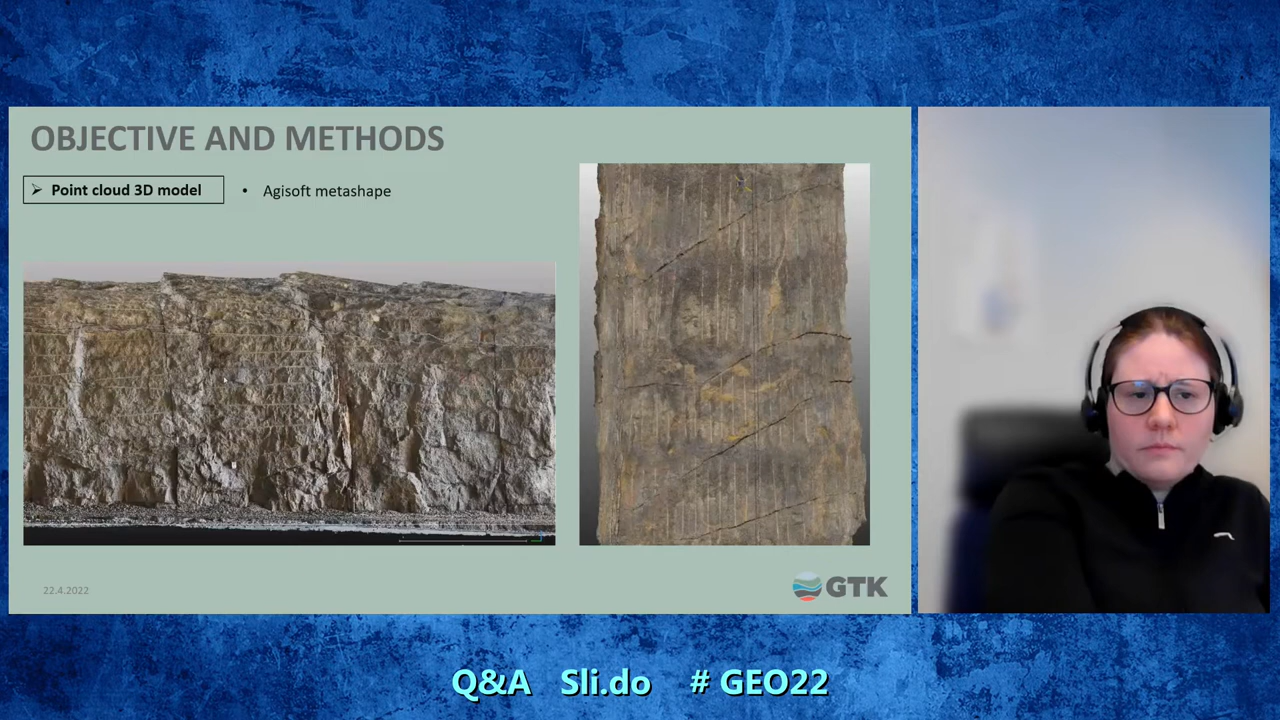 OBJECTIVE AND METHODS
➢ Point cloud 3D model
• Agisoft metashape
22.4.2022
GTK
Q&A Sli.do # GEO22